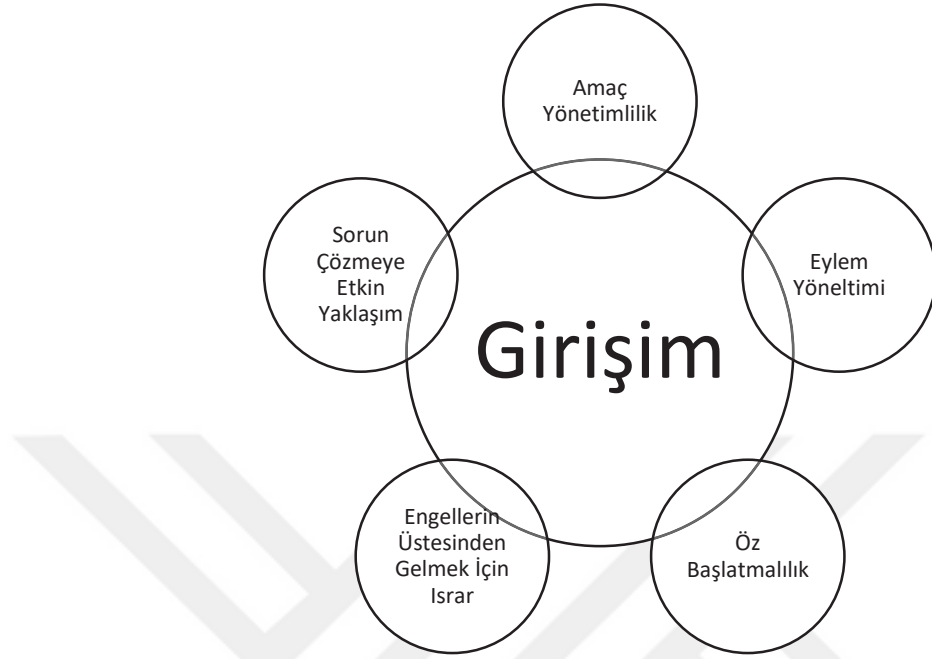 Amaç
Yönetimlilik
Sorun
Çözmeye
Etkin
Yaklaşım
Eylem
Yöneltimi
Girişim
Engellerin
Üstesinden
Gelmek İçin
Israr
Öz
Başlatmalılık